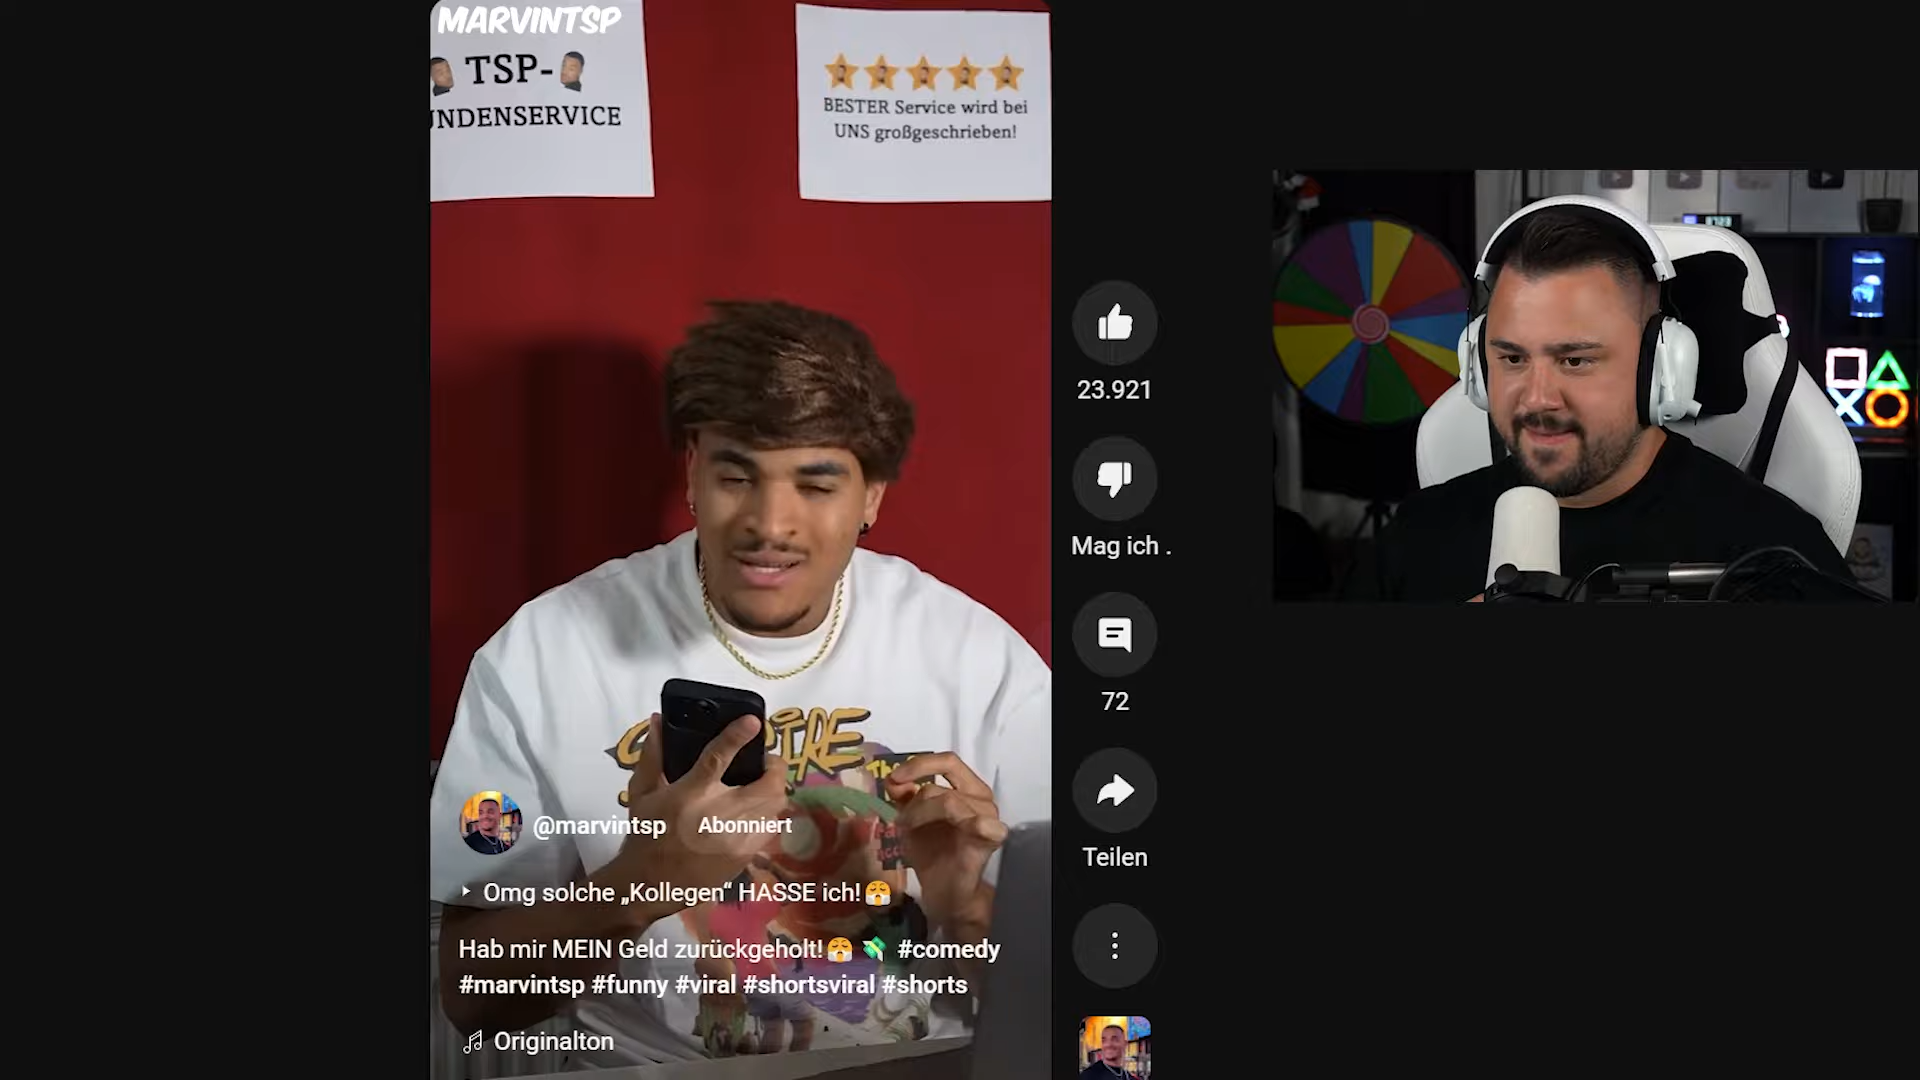 MARVINTSP
TSP-
UNDENSERVICE
BESTER Service wird bei
UNS großgeschrieben!
23.921
Mag ich .
72
Teilen
@marvintsp Abonniert
Omg solche „Kollegen“ HASSE ich!😤
Hab mir MEIN Geld zurückgeholt!😤 💸 #comedy
#marvintsp #funny #viral #shortsviral #shorts
Originalton